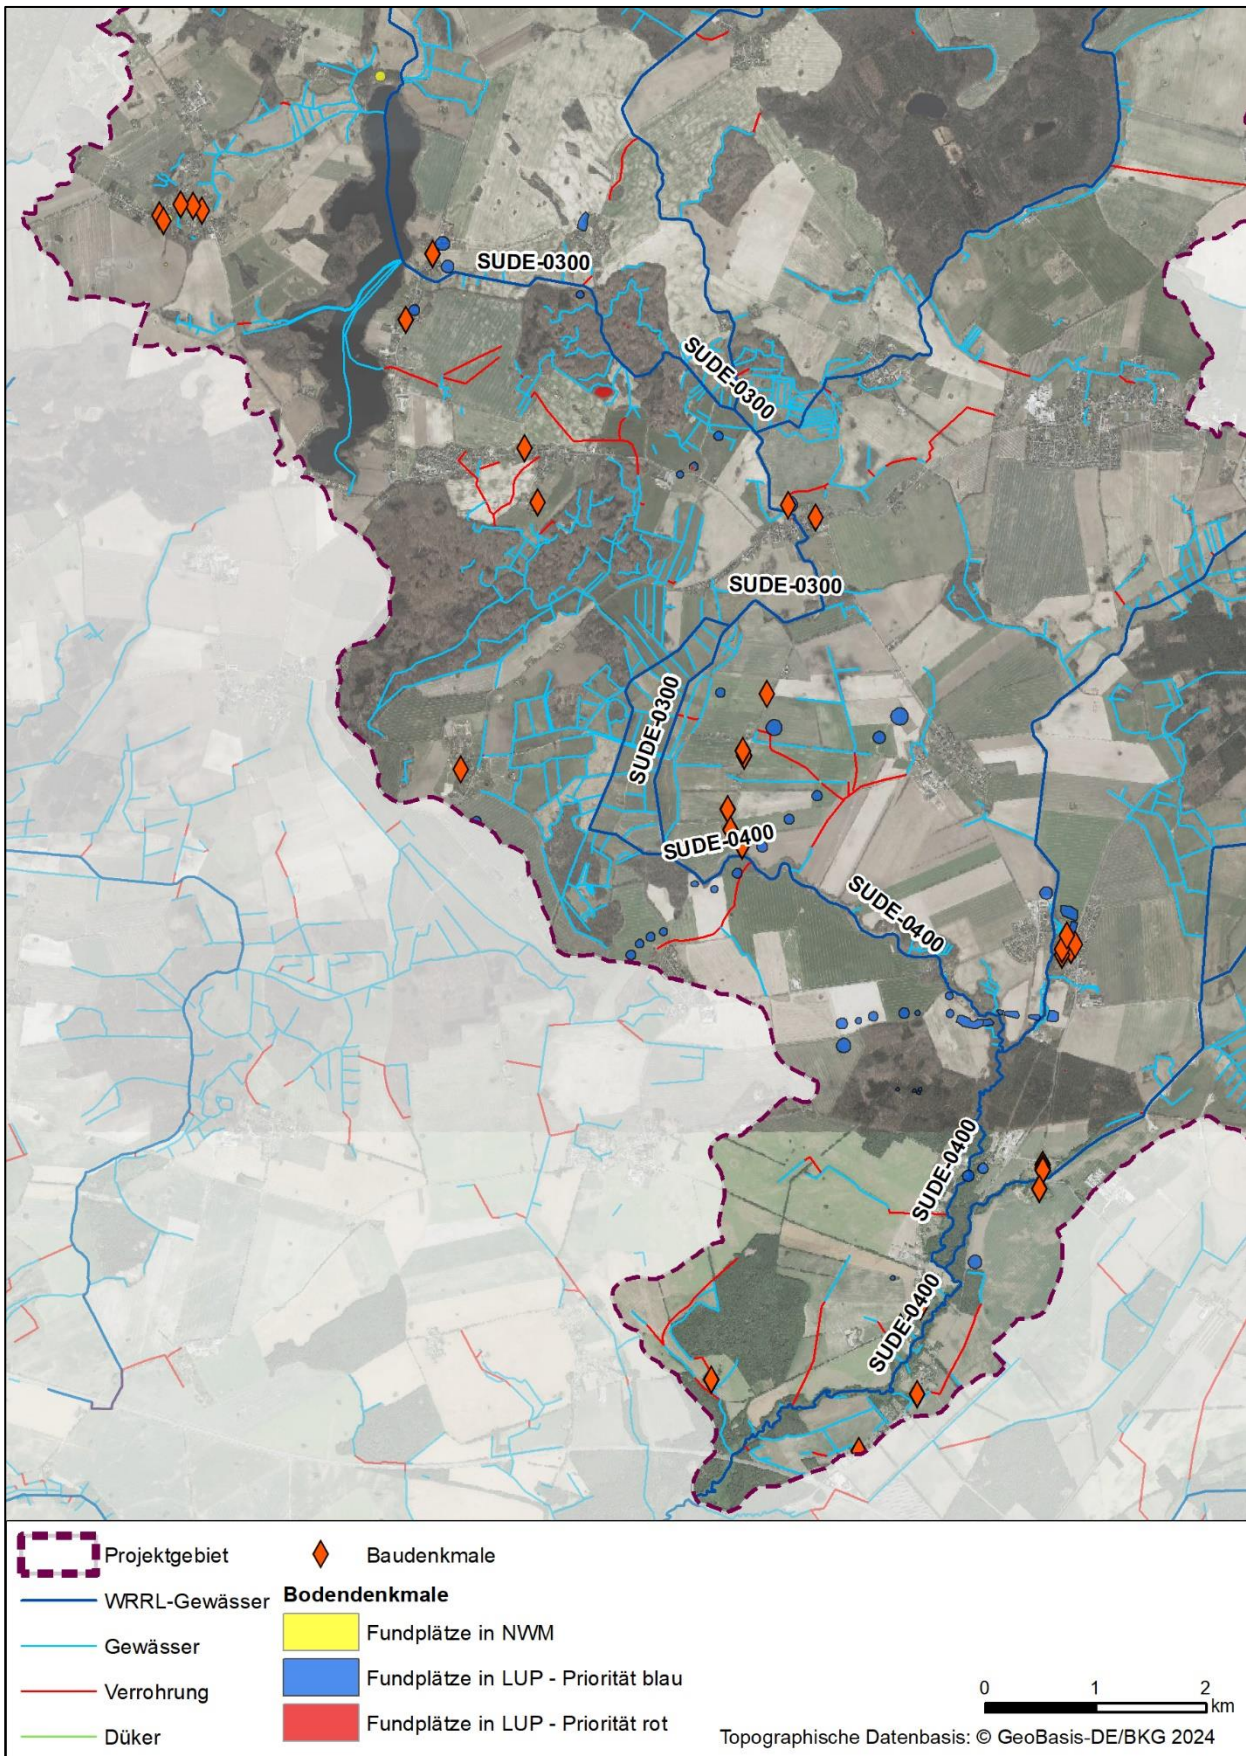 SUDE-0300
SUDE-0300
SUDE-0300
SUDE-0300
SUDE-0400
SUDE-0400
SUDE-0400
SUDE-0400
Projektgebiet
WRRL-Gewässer
Gewässer
Verrohrung
Düker
Baudenkmale
Bodendenkmale
Fundplätze in NWM
Fundplätze in LUP - Priorität blau
Fundplätze in LUP - Priorität rot
0 1 2
km
Topographische Datenbasis: © GeoBasis-DE/BKG 2024